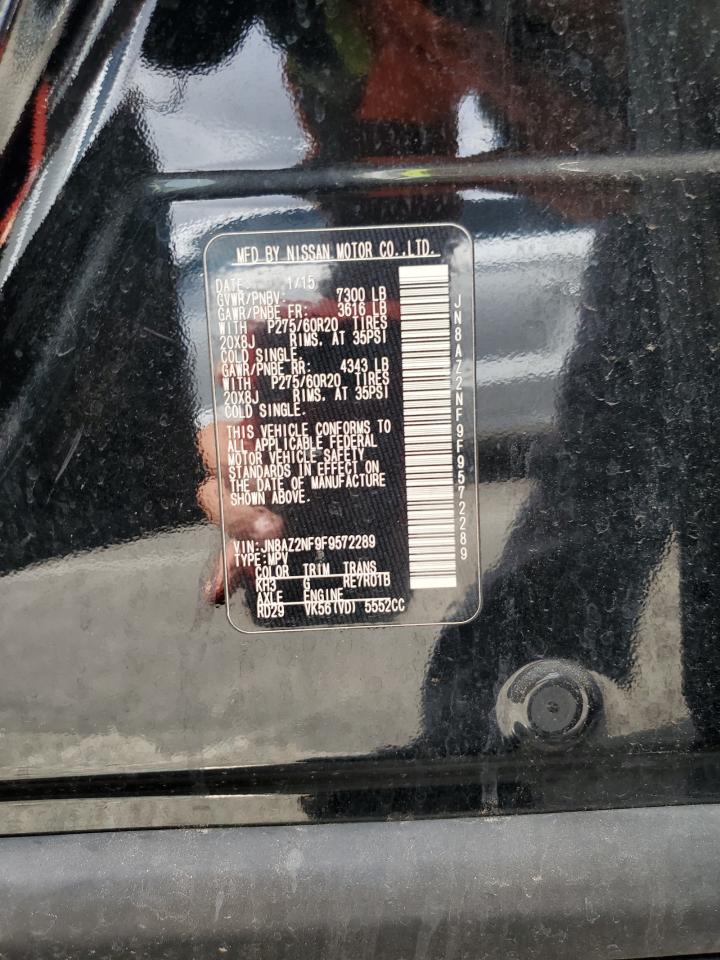 MFD BY NISSAN MOTOR CO.,LTD.
DATE 1/15
GVWR/PNBV: 7300 LB
GAWR/PNBE FR: 3616 LB
WITH P275/60R20 TIRES
20X8J RIMS. AT 35PSI
COLD SINGLE.
GAWR/PNBE RR: 4343 LB
WITH. P275/60R20 TIRES
20X8J RIMS. AT 35PSI
COLD SINGLE.
THIS VEHICLE CONFORMS TO
ALL APPLICABLE FEDERAL
MOTOR VEHICLE SAFETY
STANDARDS IN EFFECT ON
THE DATE OF MANUFACTURE
SHOWN ABOVE.
VIN:JN8AZ2NF9F9572289
TYPE:MPV
COLOR TRIM TRANS
KH3 G RE7R01B
AXLE ENGINE
RD29 VK56(VD) 5552CC
JN8AZ2NF9F9572289